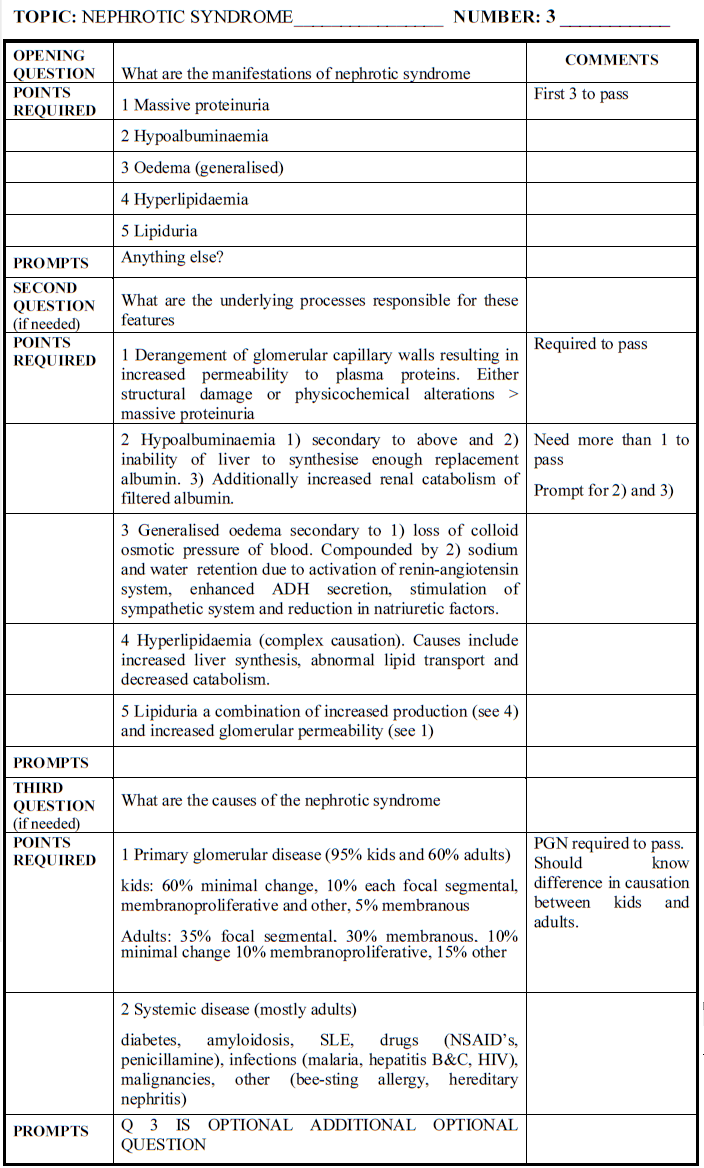 TOPIC: NEPHROTIC SYNDROME________________ NUMBER: 3 ____________
OPENING
QUESTION
What are the manifestations of nephrotic syndrome
COMMENTS
POINTS
REQUIRED
1 Massive proteinuria
First 3 to pass
2 Hypoalbuminaemia
3 Oedema (generalised)
4 Hyperlipidaemia
5 Lipiduria
PROMPTS
Anything else?
SECOND
QUESTION
(if needed)
What are the underlying processes responsible for these
features
POINTS
REQUIRED
1 Derangement of glomerular capillary walls resulting in
increased permeability to plasma proteins. Either
structural damage or physicochemical alterations >
massive proteinuria
Required to pass
2 Hypoalbuminaemia 1) secondary to above and 2)
inability of liver to synthesise enough replacement
albumin. 3) Additionally increased renal catabolism of
filtered albumin.
Need more than 1 to
pass
Prompt for 2) and 3)
3 Generalised oedema secondary to 1) loss of colloid
osmotic pressure of blood. Compounded by 2) sodium
and water retention due to activation of renin-angiotensin
system, enhanced ADH secretion, stimulation of
sympathetic system and reduction in natriuretic factors.
4 Hyperlipidaemia (complex causation). Causes include
increased liver synthesis, abnormal lipid transport and
decreased catabolism.
5 Lipiduria a combination of increased production (see 4)
and increased glomerular permeability (see 1)
PROMPTS
THIRD
QUESTION
(if needed)
What are the causes of the nephrotic syndrome
POINTS
REQUIRED
1 Primary glomerular disease (95% kids and 60% adults)
kids: 60% minimal change, 10% each focal segmental,
membranoproliferative and other, 5% membranous
Adults: 35% focal segmental, 30% membranous, 10%
minimal change 10% membranoproliferative, 15% other
PGN required to pass.
Should know
difference in causation
between kids and
adults.
2 Systemic disease (mostly adults)
diabetes, amyloidosis, SLE, drugs (NSAID's,
penicillamine), infections (malaria, hepatitis B&C, HIV),
malignancies, other (bee-sting allergy, hereditary
nephritis)
PROMPTS
Q 3 IS OPTIONAL ADDITIONAL OPTIONAL
QUESTION